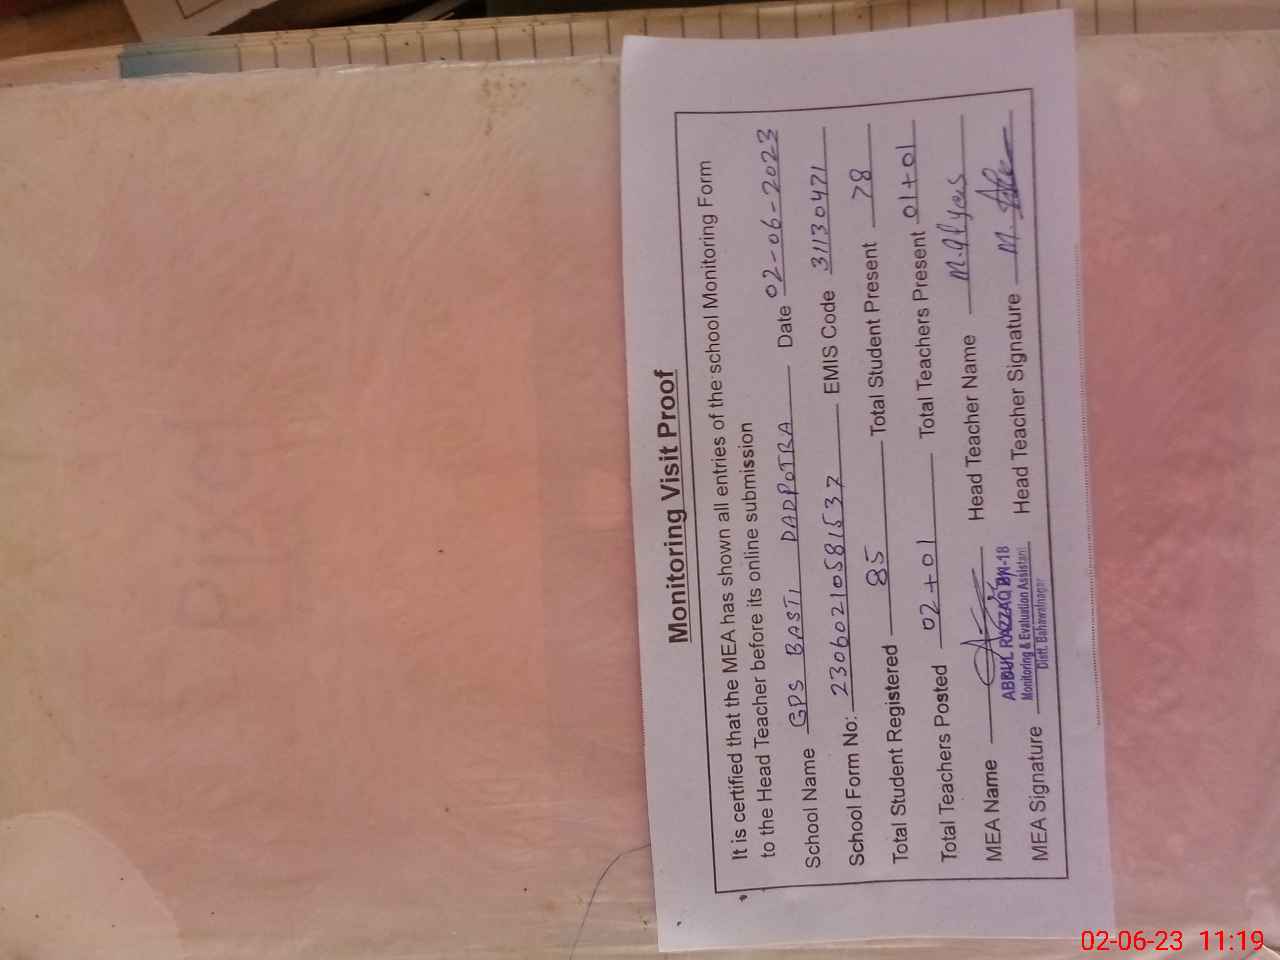 Monitoring Visit Proof
It is certified that the MEA has shown all entries of the school Monitoring Form
to the Head Teacher before its online submission
School Name GPS BASTI DADPOTRA Date 02-06-2023
School Form No: 23060210581537 EMIS Code 31130471
Total Student Registered 85 Total Student Present 78
Total Teachers Posted 02+01 Total Teachers Present 01+01
MEA Name Head Teacher Name M. Ilyas
ABDUL RAZZAQ BN-18
Monitoring & Evaluation Assistant
Distt. Bahawalnagar
MEA Signature Head Teacher Signature M.
02-06-23 11:19